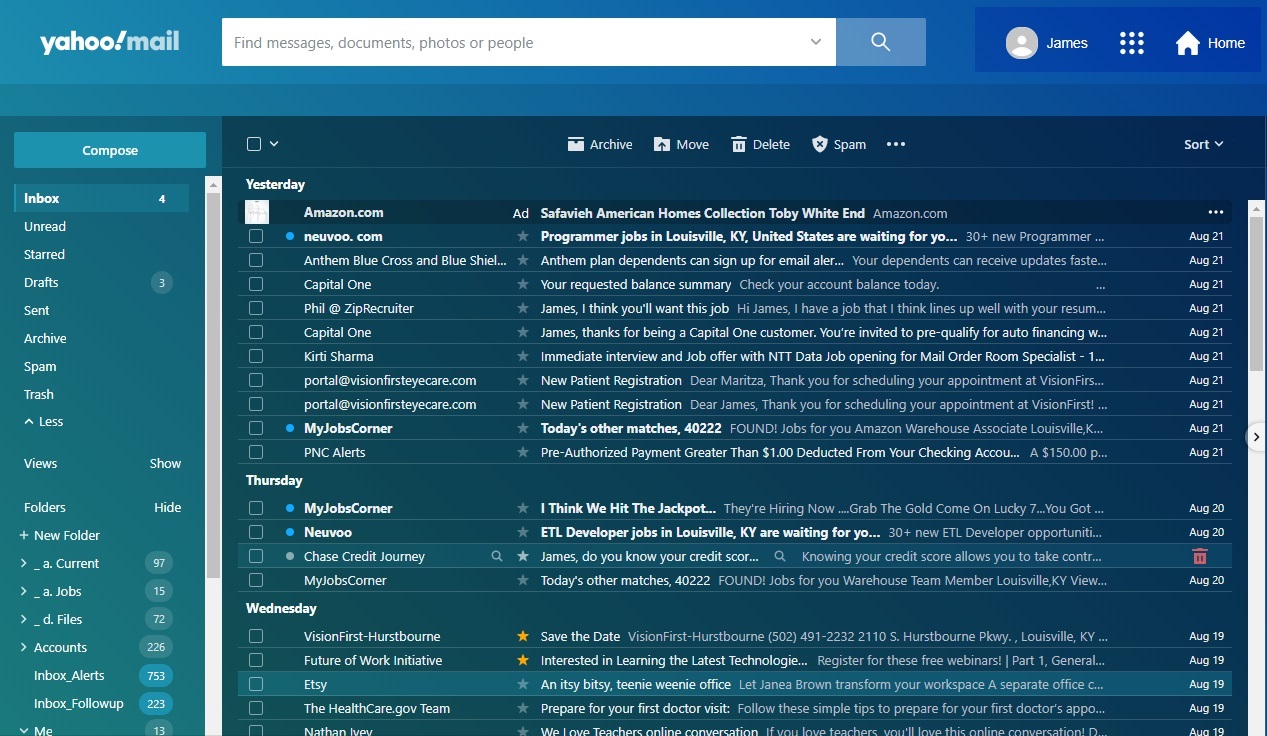 yahoo!mail
Find messages, documents, photos or people
James
Home
Compose
Archive Move Delete Spam
Sort
Inbox 4
Unread
Starred
Drafts 3
Sent
Archive
Spam
Trash
Less
Views Show
Folders Hide
+ New Folder
_ a. Current 97
_ a. Jobs 15
_ d. Files 72
Accounts 226
Inbox_Alerts 753
Inbox_Followup 223
Me 13
Yesterday
Amazon.com Ad Safavieh American Homes Collection Toby White End Amazon.com
neuvoo. com Programmer jobs in Louisville, KY, United States are waiting for yo... 30+ new Programmer ... Aug 21
Anthem Blue Cross and Blue Shiel... Anthem plan dependents can sign up for email aler... Your dependents can receive updates faste... Aug 21
Capital One Your requested balance summary Check your account balance today. ... Aug 21
Phil @ ZipRecruiter James, I think you'll want this job Hi James, I have a job that I think lines up well with your resum... Aug 21
Capital One James, thanks for being a Capital One customer. You're invited to pre-qualify for auto financing w... Aug 21
Kirti Sharma Immediate interview and Job offer with NTT Data Job opening for Mail Order Room Specialist - 1... Aug 21
portal@visionfirsteyecare.com New Patient Registration Dear Maritza, Thank you for scheduling your appointment at VisionFirs... Aug 21
portal@visionfirsteyecare.com New Patient Registration Dear James, Thank you for scheduling your appointment at VisionFirst! ... Aug 21
MyJobsCorner Today's other matches, 40222 FOUND! Jobs for you Amazon Warehouse Associate Louisville,K... Aug 21
PNC Alerts Pre-Authorized Payment Greater Than $1.00 Deducted From Your Checking Accou... A $150.00 p... Aug 21
Thursday
MyJobsCorner I Think We Hit The Jackpot... They're Hiring Now ....Grab The Gold Come On Lucky 7...You Got ... Aug 20
Neuvoo ETL Developer jobs in Louisville, KY are waiting for yo... 30+ new ETL Developer opportuniti... Aug 20
Chase Credit Journey James, do you know your credit scor... Knowing your credit score allows you to take contr...
MyJobsCorner Today's other matches, 40222 FOUND! Jobs for you Warehouse Team Member Louisville,KY View... Aug 20
Wednesday
VisionFirst-Hurstbourne Save the Date VisionFirst-Hurstbourne (502) 491-2232 2110 S. Hurstbourne Pkwy. , Louisville, KY ... Aug 19
Future of Work Initiative Interested in Learning the Latest Technologie... Register for these free webinars! | Part 1, General... Aug 19
Etsy An itsy bitsy, teenie weenie office Let Janea Brown transform your workspace A separate office c... Aug 19
The HealthCare.gov Team Prepare for your first doctor visit: Follow these simple tips to prepare for your first doctor's appo... Aug 19
Nathan Ivey We Love Teachers online conversation If you love teachers, you'll love this online conversation! D... Aug 19